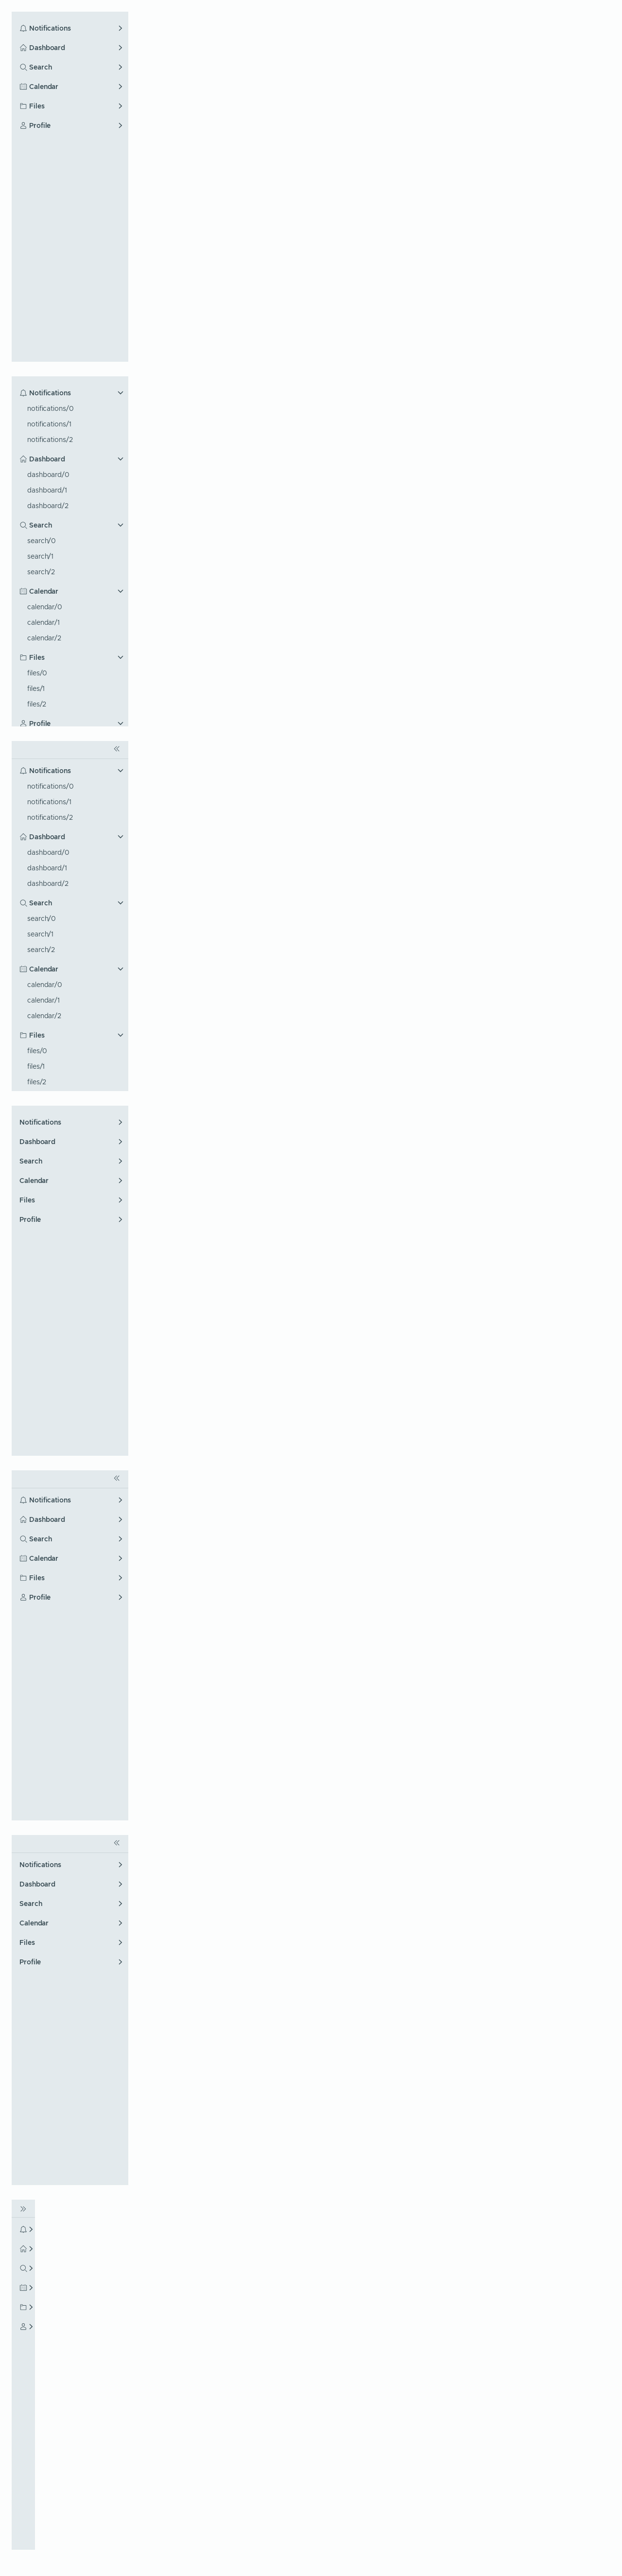 Notifications
Dashboard
Search
Calendar
Files
Profile
Notifications
notifications/0
notifications/1
notifications/2
Dashboard
dashboard/0
dashboard/1
dashboard/2
Search
search/0
search/1
search/2
Calendar
calendar/0
calendar/1
calendar/2
Files
files/0
files/1
files/2
Profile
Notifications
notifications/0
notifications/1
notifications/2
Dashboard
dashboard/0
dashboard/1
dashboard/2
Search
search/0
search/1
search/2
Calendar
calendar/0
calendar/1
calendar/2
Files
files/0
files/1
files/2
Notifications
Dashboard
Search
Calendar
Files
Profile
Notifications
Dashboard
Search
Calendar
Files
Profile
Notifications
Dashboard
Search
Calendar
Files
Profile